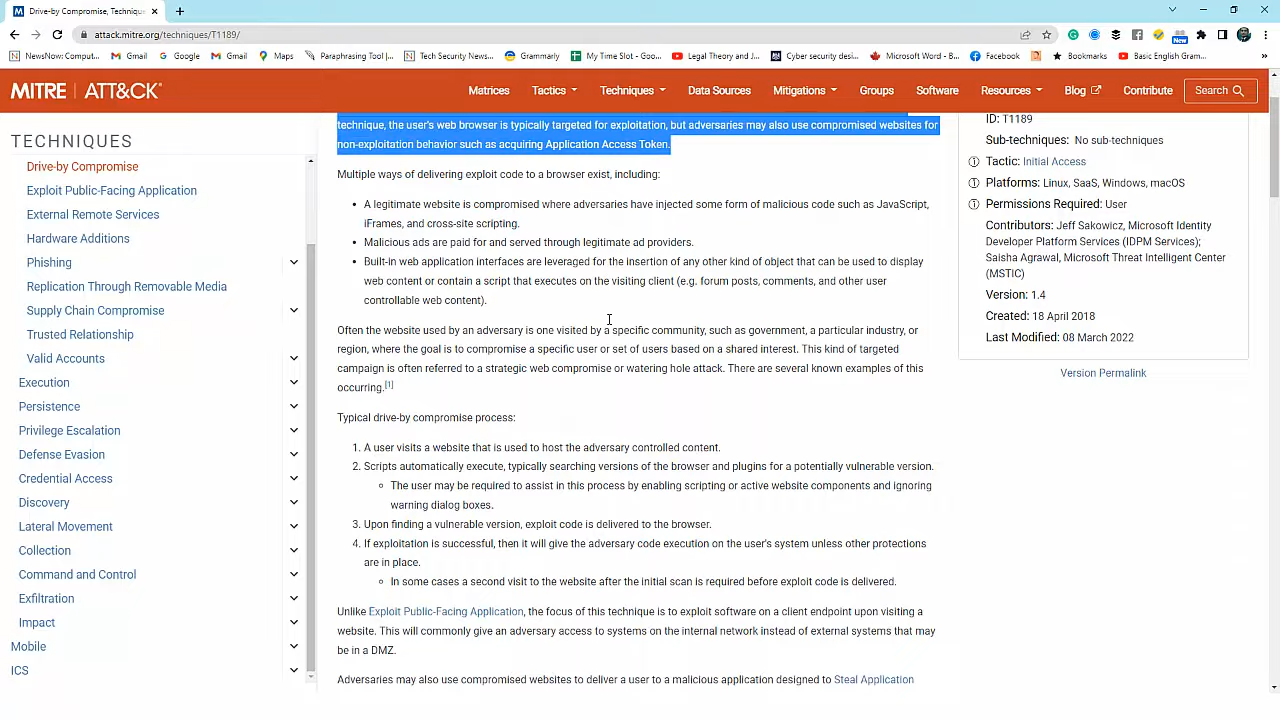 Drive-by Compromise, Techniqu
attack.mitre.org/techniques/T1189/
New
NewsNow: Comput...
Gmail
Google
Maps
Paraphrasing Tool |...
Tech Security News...
Grammarly
My Time Slot - Goo...
Legal Theory and J...
Cyber security desi...
Microsoft Word - B...
Facebook
Bookmarks
Basic English Gram...
»
MITRE | ATT&CK®
Matrices
Tactics
Techniques
Data Sources
Mitigations
Groups
Software
Resources
Blog
Contribute
Search
TECHNIQUES
Drive-by Compromise
Exploit Public-Facing Application
External Remote Services
Hardware Additions
Phishing
Replication Through Removable Media
Supply Chain Compromise
Trusted Relationship
Valid Accounts
Execution
Persistence
Privilege Escalation
Defense Evasion
Credential Access
Discovery
Lateral Movement
Collection
Command and Control
Exfiltration
Impact
Mobile
ICS
technique, the user's web browser is typically targeted for exploitation, but adversaries may also use compromised websites for
non-exploitation behavior such as acquiring Application Access Token.
Multiple ways of delivering exploit code to a browser exist, including:
• A legitimate website is compromised where adversaries have injected some form of malicious code such as JavaScript,
iFrames, and cross-site scripting.
• Malicious ads are paid for and served through legitimate ad providers.
• Built-in web application interfaces are leveraged for the insertion of any other kind of object that can be used to display
web content or contain a script that executes on the visiting client (e.g. forum posts, comments, and other user
controllable web content).
Often the website used by an adversary is one visited by a specific community, such as government, a particular industry, or
region, where the goal is to compromise a specific user or set of users based on a shared interest. This kind of targeted
campaign is often referred to a strategic web compromise or watering hole attack. There are several known examples of this
occurring.[1]
Typical drive-by compromise process:
1. A user visits a website that is used to host the adversary controlled content.
2. Scripts automatically execute, typically searching versions of the browser and plugins for a potentially vulnerable version.
The user may be required to assist in this process by enabling scripting or active website components and ignoring
warning dialog boxes.
3. Upon finding a vulnerable version, exploit code is delivered to the browser.
4. If exploitation is successful, then it will give the adversary code execution on the user's system unless other protections
are in place.
In some cases a second visit to the website after the initial scan is required before exploit code is delivered.
Unlike Exploit Public-Facing Application, the focus of this technique is to exploit software on a client endpoint upon visiting a
website. This will commonly give an adversary access to systems on the internal network instead of external systems that may
be in a DMZ.
Adversaries may also use compromised websites to deliver a user to a malicious application designed to Steal Application
ID: T1189
Sub-techniques: No sub-techniques
Tactic: Initial Access
Platforms: Linux, SaaS, Windows, macOS
Permissions Required: User
Contributors: Jeff Sakowicz, Microsoft Identity
Developer Platform Services (IDPM Services);
Saisha Agrawal, Microsoft Threat Intelligent Center
(MSTIC)
Version: 1.4
Created: 18 April 2018
Last Modified: 08 March 2022
Version Permalink